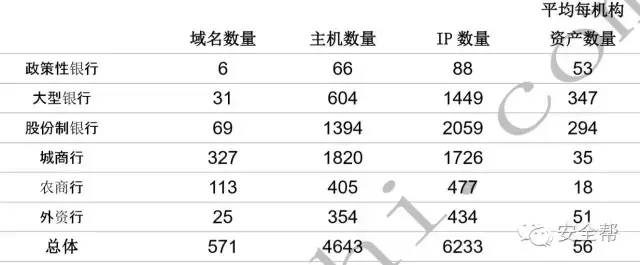 平均每机构
域名数量 主机数量 IP 数量 资产数量
政策性银行 6 66 88 53
大型银行 31 604 1449 347
股份制银行 69 1394 2059 294
城商行 327 1820 1726 35
农商行 113 405 477 18
外资行 25 354 434 51
总体 571 4643 6233 56
安全帮